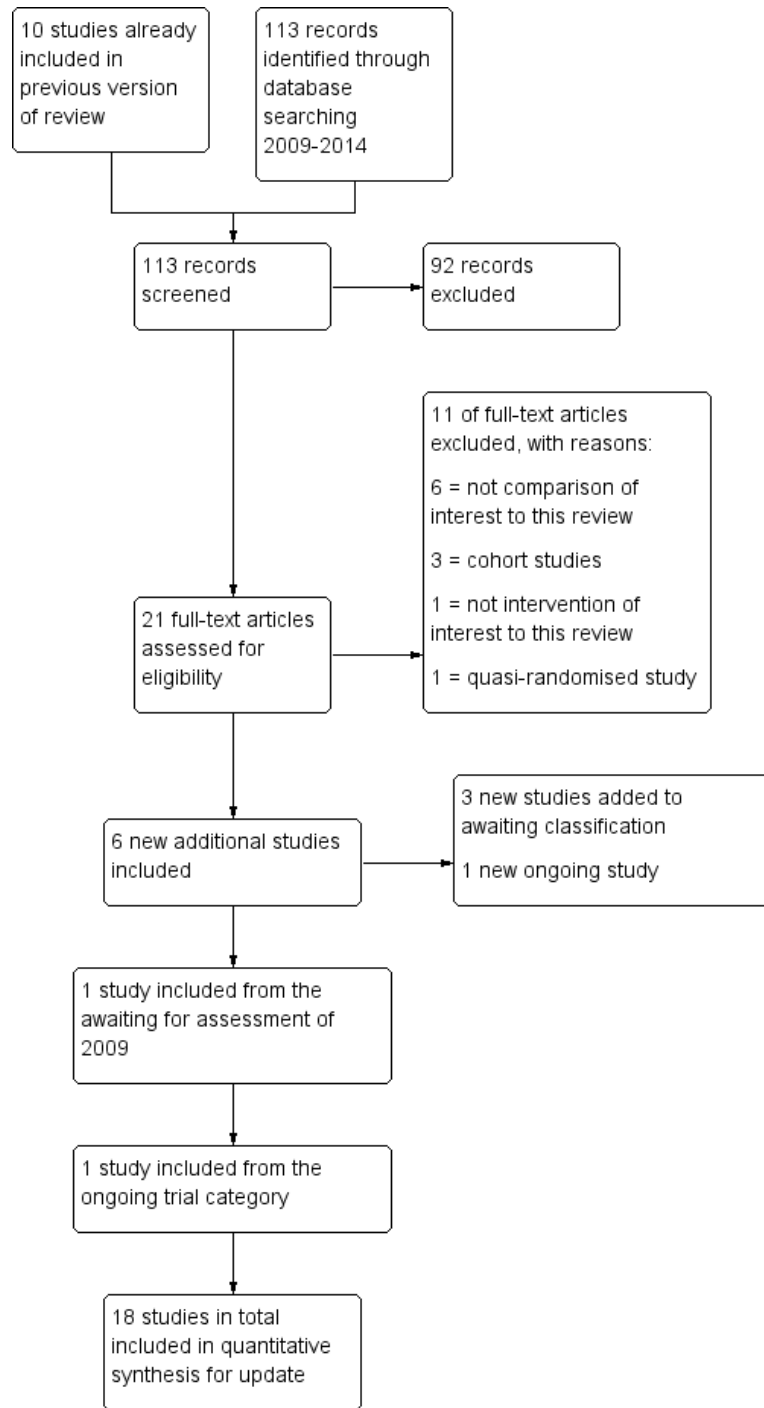 10 studies already
included in
previous version
of review
113 records
identified through
database
searching
2009-2014
113 records
screened
92 records
excluded
11 of full-text articles
excluded, with reasons:
6 = not comparison of
interest to this review
3 = cohort studies
1 = not intervention of
interest to this review
1 = quasi-randomised study
21 full-text articles
assessed for
eligibility
6 new additional studies
included
3 new studies added to
awaiting classification
1 new ongoing study
1 study included from the
awaiting for assessment of
2009
1 study included from the
ongoing trial category
18 studies in total
included in quantitative
synthesis for update